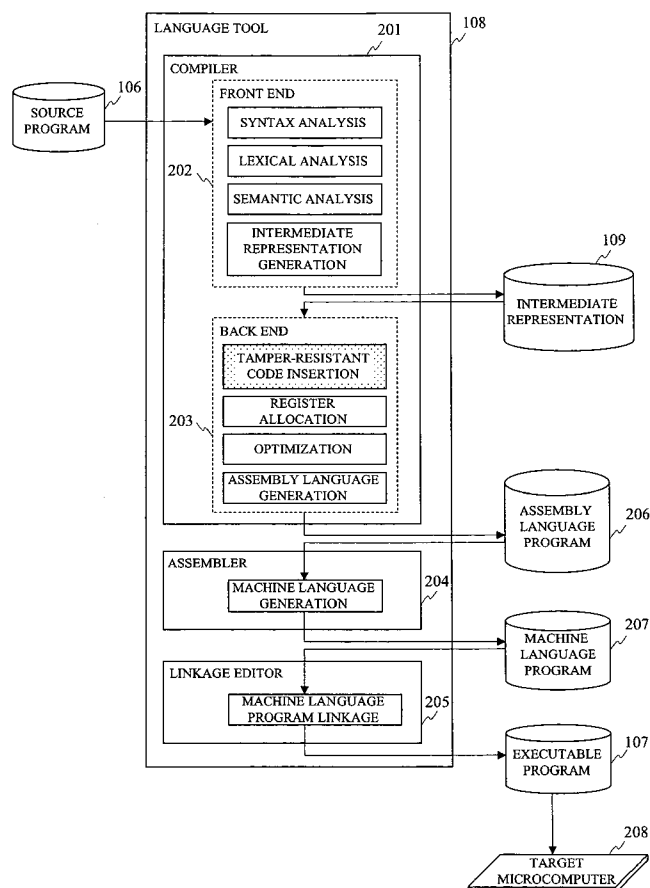 LANGUAGE TOOL
108
201
COMPILER
106
SOURCE
PROGRAM
FRONT END
SYNTAX ANALYSIS
LEXICAL ANALYSIS
202
SEMANTIC ANALYSIS
INTERMEDIATE
REPRESENTATION
GENERATION
109
INTERMEDIATE
REPRESENTATION
BACK END
TAMPER-RESISTANT
CODE INSERTION
REGISTER
ALLOCATION
203
OPTIMIZATION
ASSEMBLY LANGUAGE
GENERATION
ASSEMBLY
LANGUAGE
PROGRAM
206
ASSEMBLER
MACHINE LANGUAGE
GENERATION
204
MACHINE
LANGUAGE
PROGRAM
207
LINKAGE EDITOR
MACHINE LANGUAGE
PROGRAM LINKAGE
205
EXECUTABLE
PROGRAM
107
208
TARGET
MICROCOMPUTER